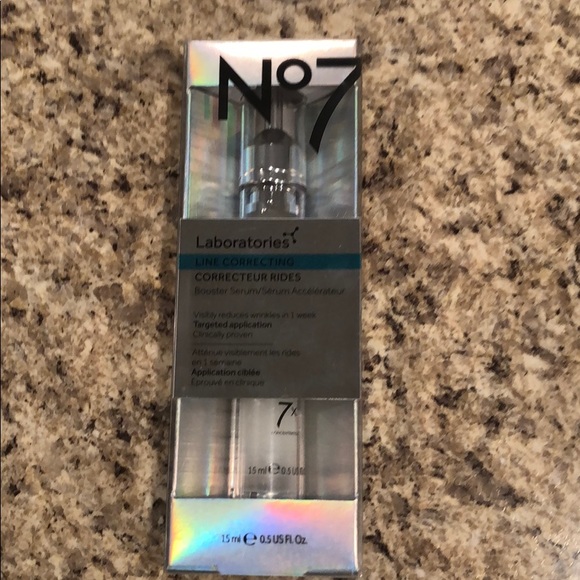 No7
Laboratories
LINE CORRECTING
CORRECTEUR RIDES
Booster Serum/Sérum Accélérateur
Visibly reduces wrinkles in 1 week
Targeted application
Clinically proven
Atténue visiblement les rides
en 1 semaine
Application ciblée
Éprouvé en clinique
7x
15 ml e 0.5 US
15 ml e 0.5 US Fl. Oz.